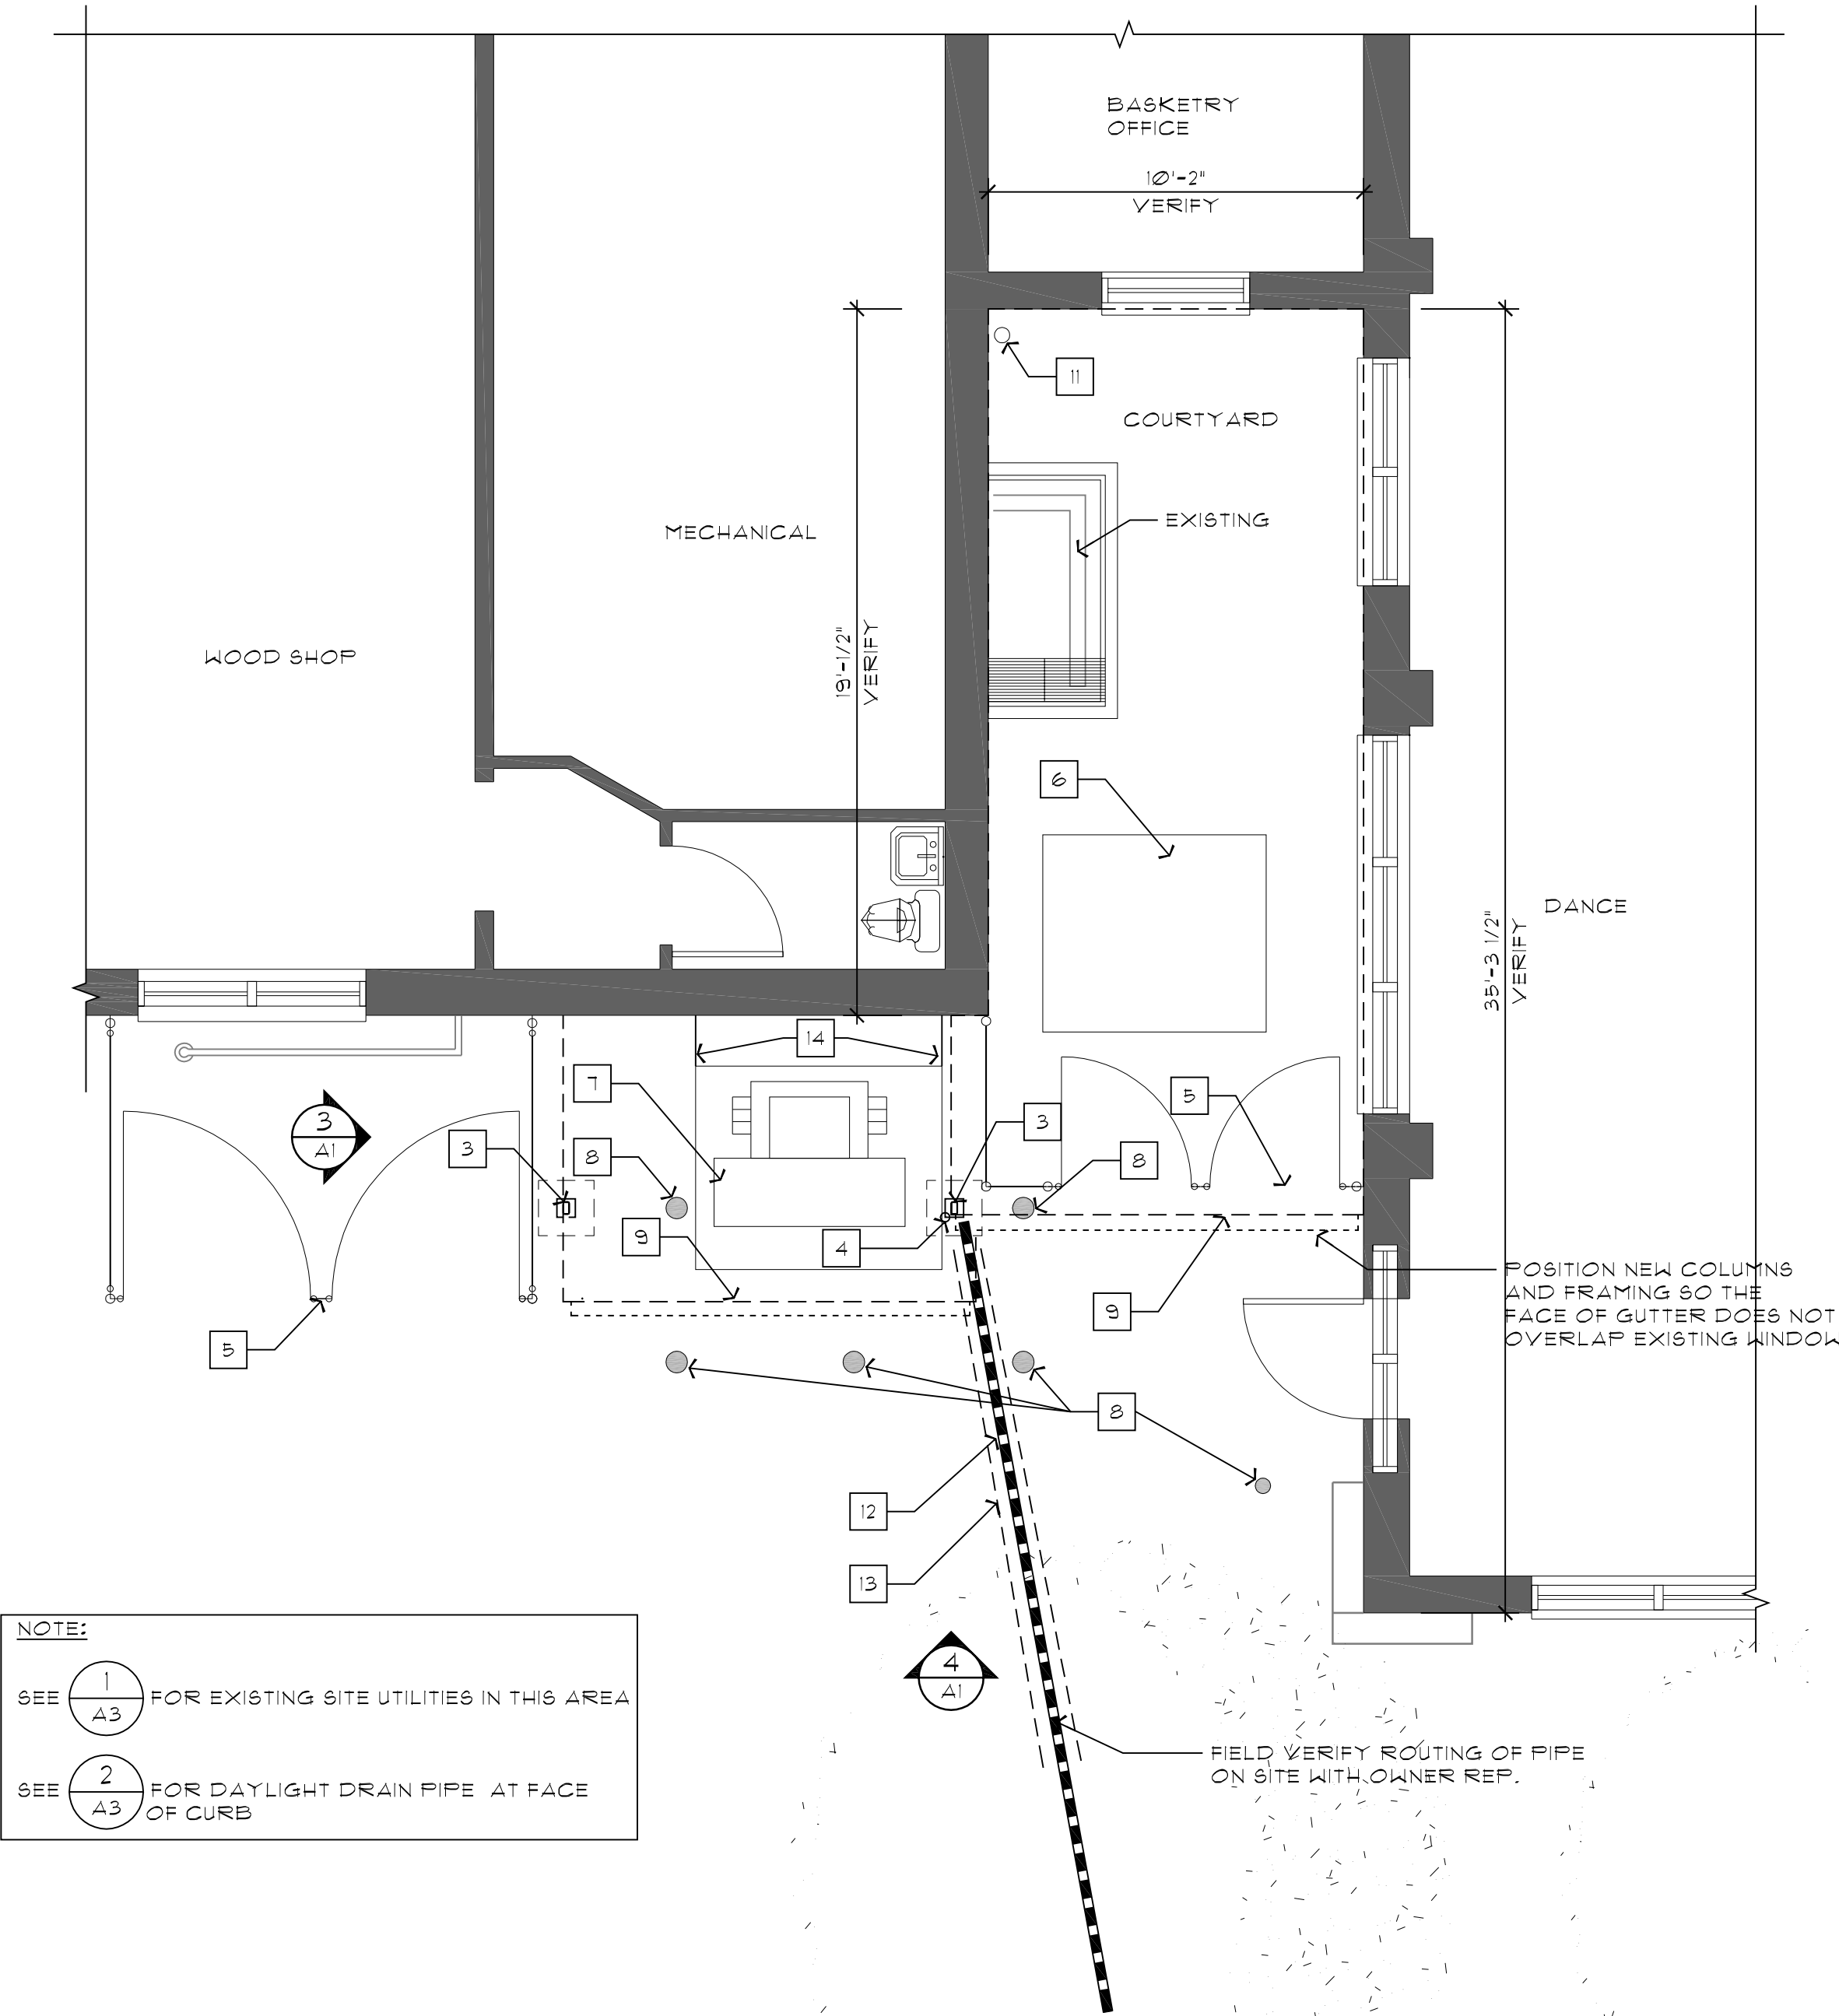 BASKETRY
OFFICE
10'-2"
VERIFY
11
COURTYARD
EXISTING
MECHANICAL
WOOD SHOP
19'-1/2"
VERIFY
6
DANCE
35'-3 1/2"
VERIFY
14
7
5
3
3
A1
3
8
8
9
4
POSITION NEW COLUMNS
AND FRAMING SO THE
FACE OF GUTTER DOES NOT
OVERLAP EXISTING WINDOW
9
5
8
12
13
NOTE:
4
A1
SEE 1 FOR EXISTING SITE UTILITIES IN THIS AREA
A3
FIELD VERIFY ROUTING OF PIPE
ON SITE WITH OWNER REP.
SEE 2 FOR DAYLIGHT DRAIN PIPE AT FACE
A3 OF CURB